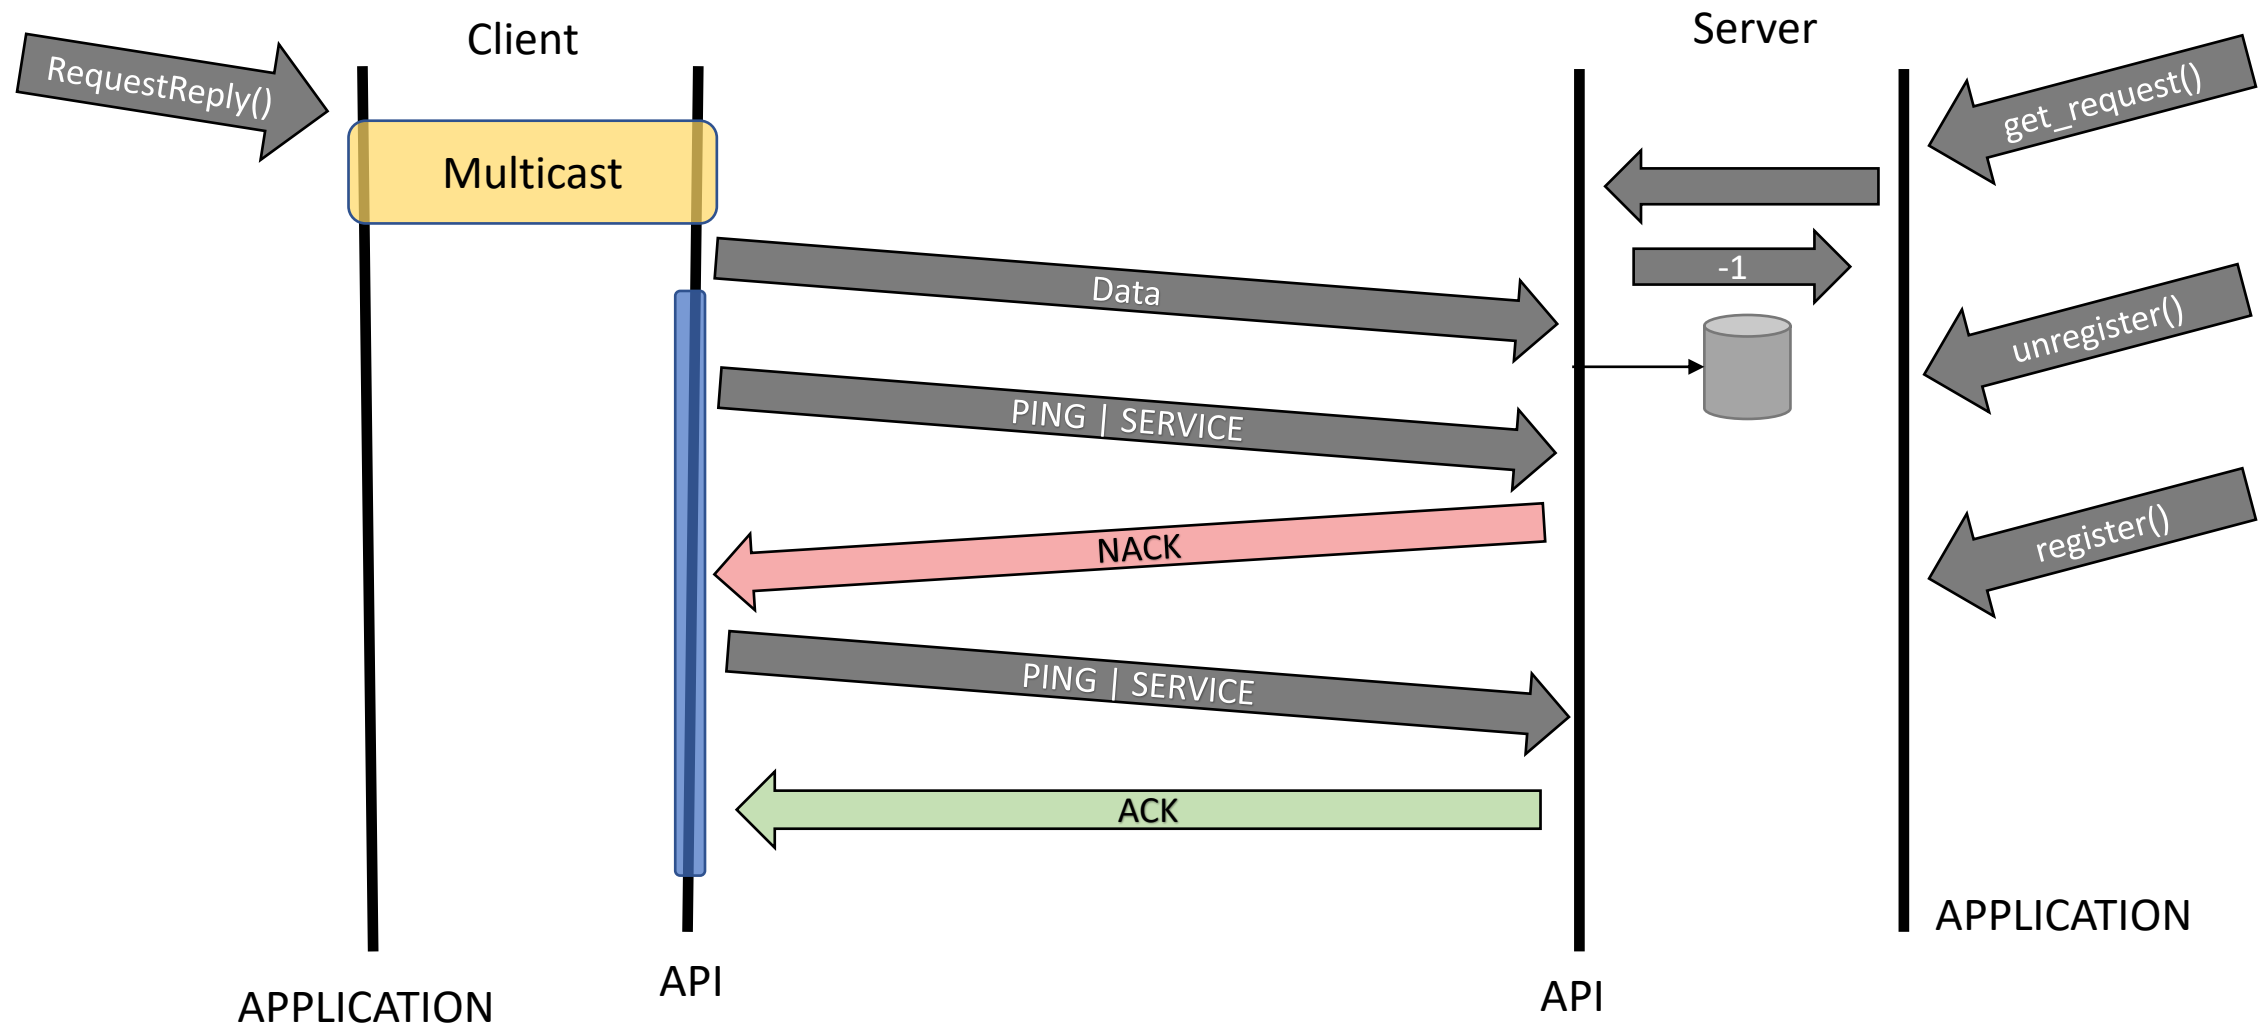 Client
Server
RequestReply()
get_request()
Multicast
-1
Data
unregister()
PING | SERVICE
register()
NACK
PING | SERVICE
ACK
APPLICATION
API
API
APPLICATION